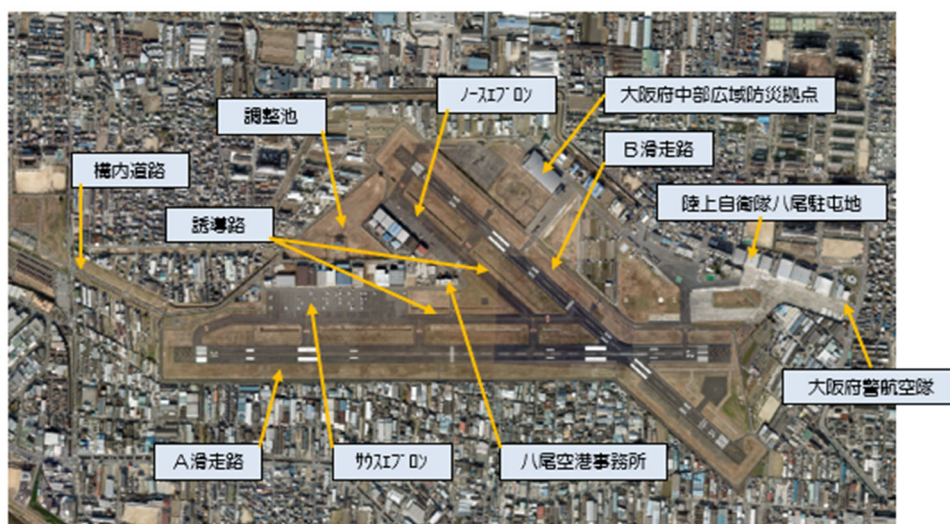 ノースエプロン
大阪府中部広域防災拠点
調整池
B滑走路
構内道路
陸上自衛隊八尾駐屯地
誘導路
大阪府警航空隊
A滑走路
サウスエプロン
八尾空港事務所